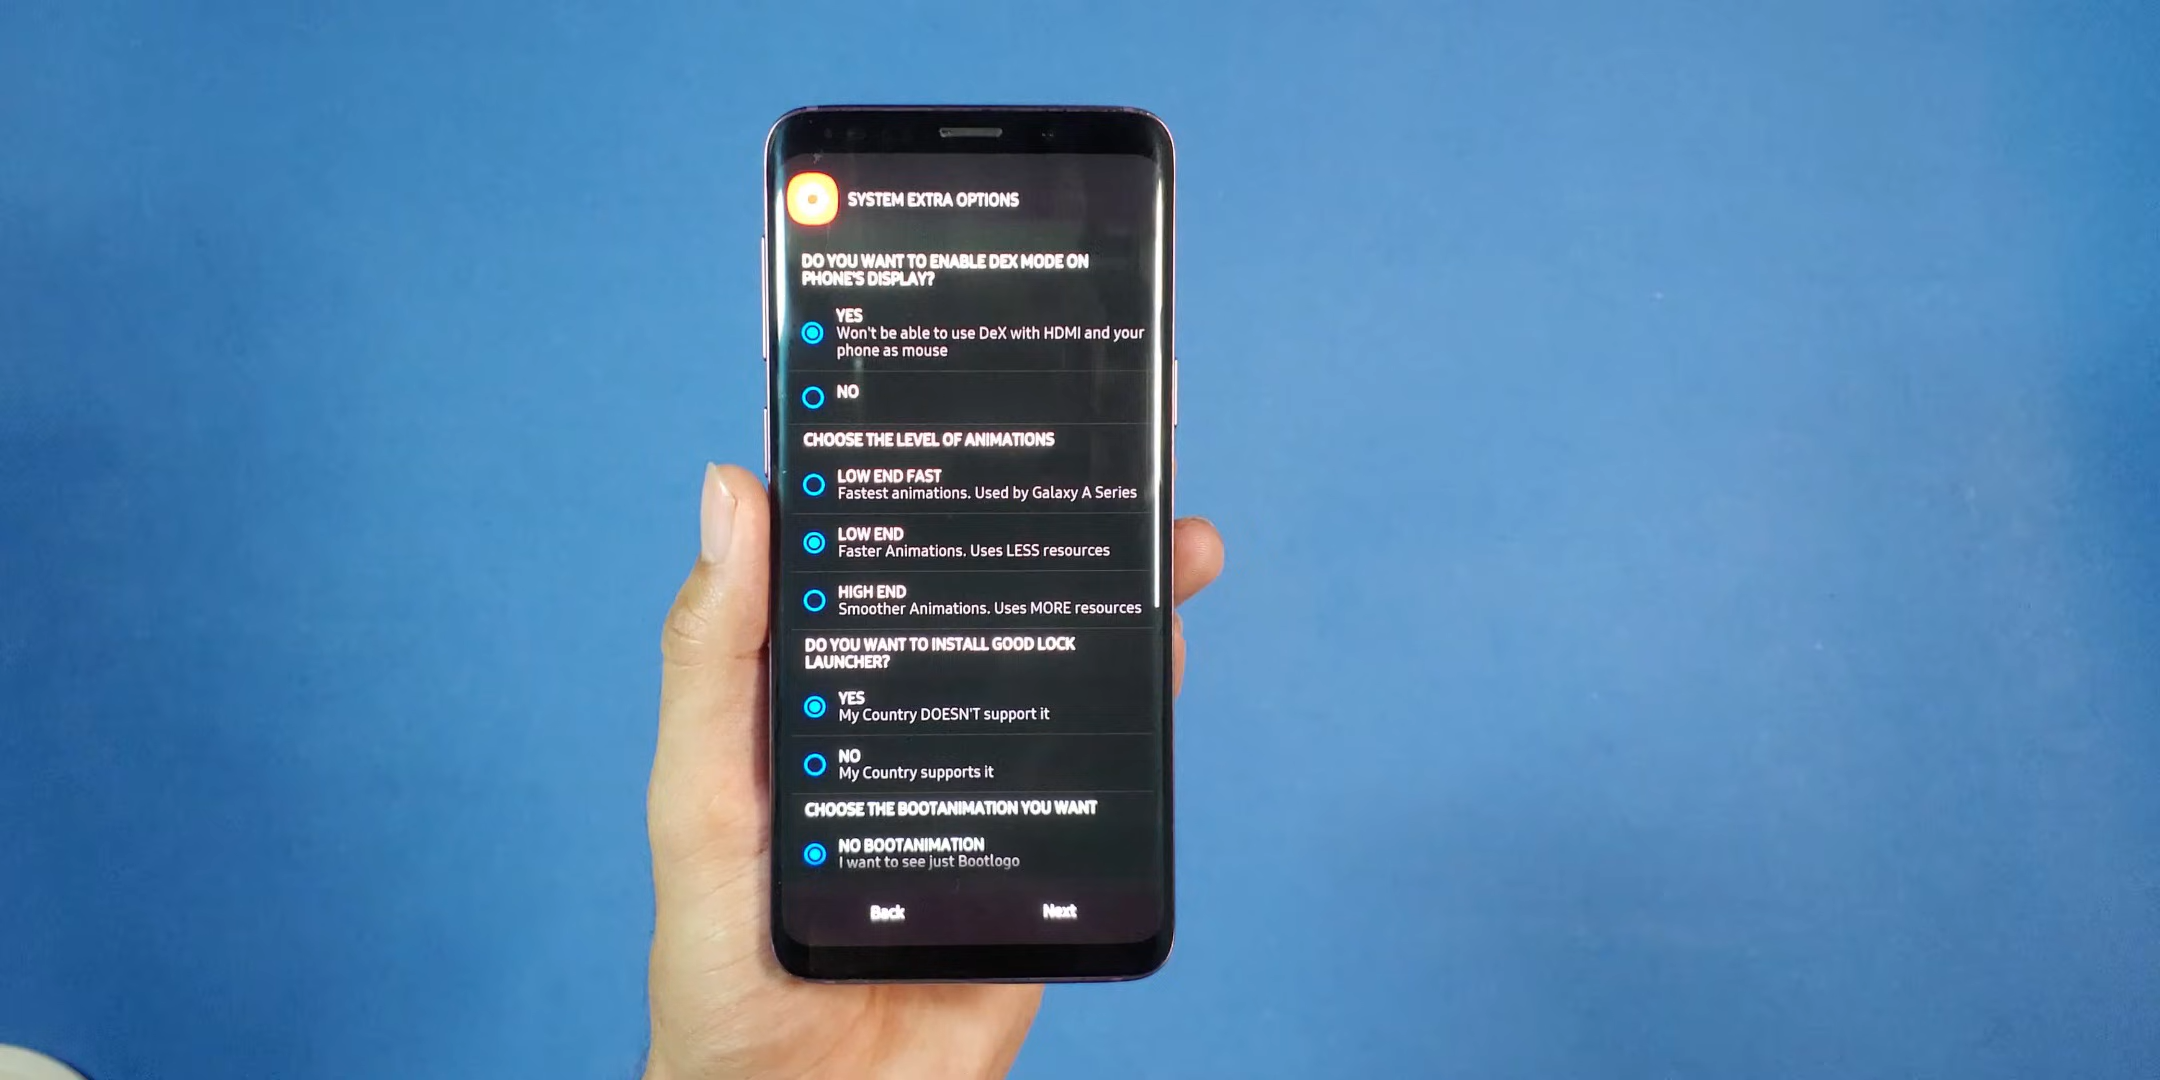 SYSTEM EXTRA OPTIONS
DO YOU WANT TO ENABLE DEX MODE ON
PHONE'S DISPLAY?
YES
Won't be able to use DeX with HDMI and your
phone as mouse
NO
CHOOSE THE LEVEL OF ANIMATIONS
LOW END FAST
Fastest animations. Used by Galaxy A Series
LOW END
Faster Animations. Uses LESS resources
HIGH END
Smoother Animations. Uses MORE resources
DO YOU WANT TO INSTALL GOOD LOCK
LAUNCHER?
YES
My Country DOESN'T support it
NO
My Country supports it
CHOOSE THE BOOTANIMATION YOU WANT
NO BOOTANIMATION
I want to see just Bootlogo
Back Next